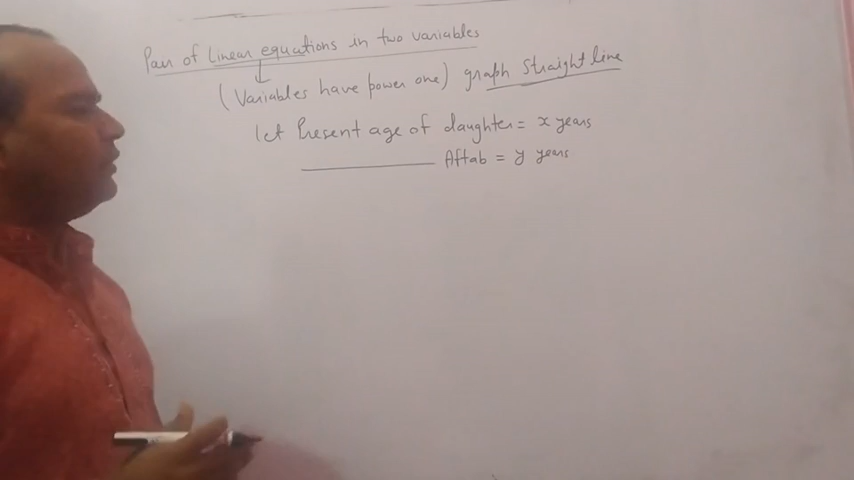 Pair of linear equations in two variables
(Variables have power one) graph straight line
let Present age of daughter = x years
Aftab = y years